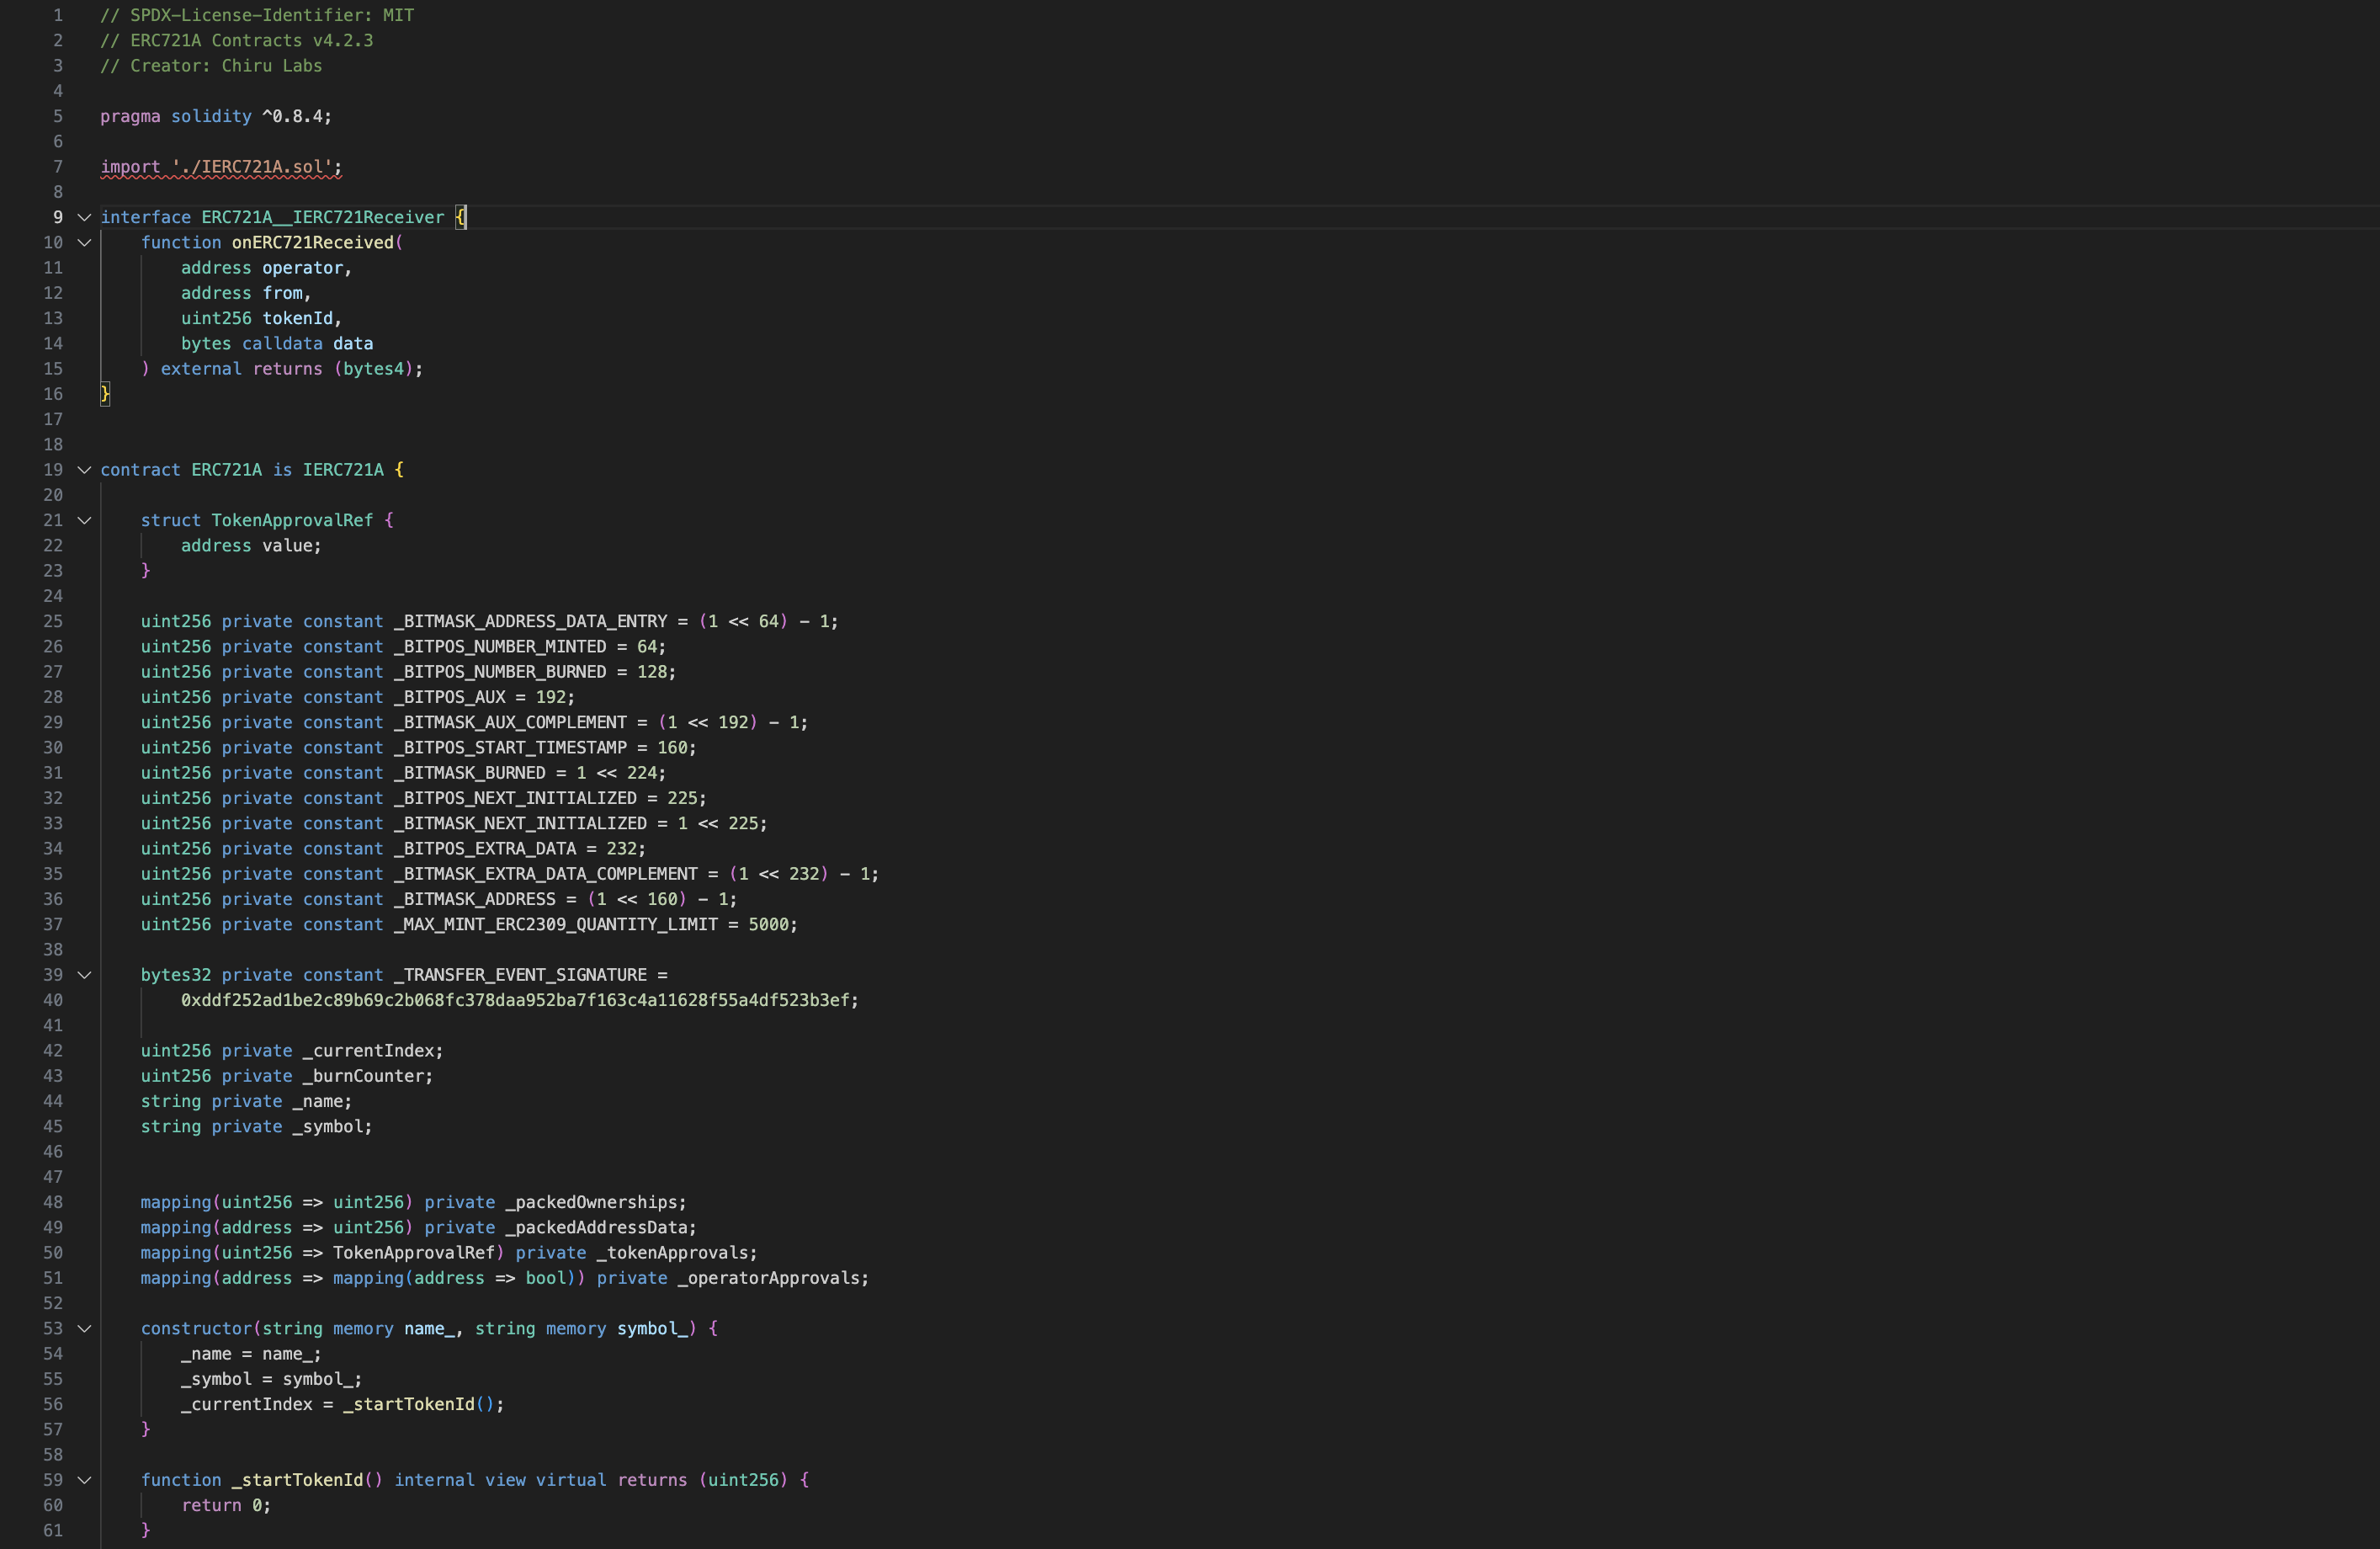 1 // SPDX-License-Identifier: MIT
2 // ERC721A Contracts v4.2.3
3 // Creator: Chiru Labs
4
5 pragma solidity ^0.8.4;
6
7 import './IERC721A.sol';
8
9 interface ERC721A__IERC721Receiver {
10     function onERC721Received(
11         address operator,
12         address from,
13         uint256 tokenId,
14         bytes calldata data
15     ) external returns (bytes4);
16 }
17
18
19 contract ERC721A is IERC721A {
20
21     struct TokenApprovalRef {
22         address value;
23     }
24
25     uint256 private constant _BITMASK_ADDRESS_DATA_ENTRY = (1 << 64) - 1;
26     uint256 private constant _BITPOS_NUMBER_MINTED = 64;
27     uint256 private constant _BITPOS_NUMBER_BURNED = 128;
28     uint256 private constant _BITPOS_AUX = 192;
29     uint256 private constant _BITMASK_AUX_COMPLEMENT = (1 << 192) - 1;
30     uint256 private constant _BITPOS_START_TIMESTAMP = 160;
31     uint256 private constant _BITMASK_BURNED = 1 << 224;
32     uint256 private constant _BITPOS_NEXT_INITIALIZED = 225;
33     uint256 private constant _BITMASK_NEXT_INITIALIZED = 1 << 225;
34     uint256 private constant _BITPOS_EXTRA_DATA = 232;
35     uint256 private constant _BITMASK_EXTRA_DATA_COMPLEMENT = (1 << 232) - 1;
36     uint256 private constant _BITMASK_ADDRESS = (1 << 160) - 1;
37     uint256 private constant _MAX_MINT_ERC2309_QUANTITY_LIMIT = 5000;
38
39     bytes32 private constant _TRANSFER_EVENT_SIGNATURE =
40         0xddf252ad1be2c89b69c2b068fc378daa952ba7f163c4a11628f55a4df523b3ef;
41
42     uint256 private _currentIndex;
43     uint256 private _burnCounter;
44     string private _name;
45     string private _symbol;
46
47
48     mapping(uint256 => uint256) private _packedOwnerships;
49     mapping(address => uint256) private _packedAddressData;
50     mapping(uint256 => TokenApprovalRef) private _tokenApprovals;
51     mapping(address => mapping(address => bool)) private _operatorApprovals;
52
53     constructor(string memory name_, string memory symbol_) {
54         _name = name_;
55         _symbol = symbol_;
56         _currentIndex = _startTokenId();
57     }
58
59     function _startTokenId() internal view virtual returns (uint256) {
60         return 0;
61     }